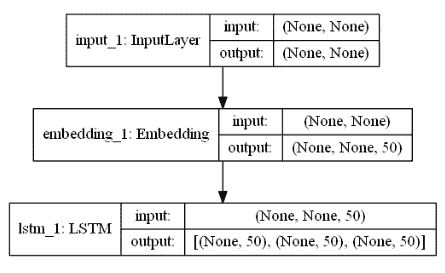 input_1: InputLayer
input: (None, None)
output: (None, None)
embedding_1: Embedding
input: (None, None)
output: (None, None, 50)
lstm_1: LSTM
input: (None, None, 50)
output: [(None, 50), (None, 50), (None, 50)]